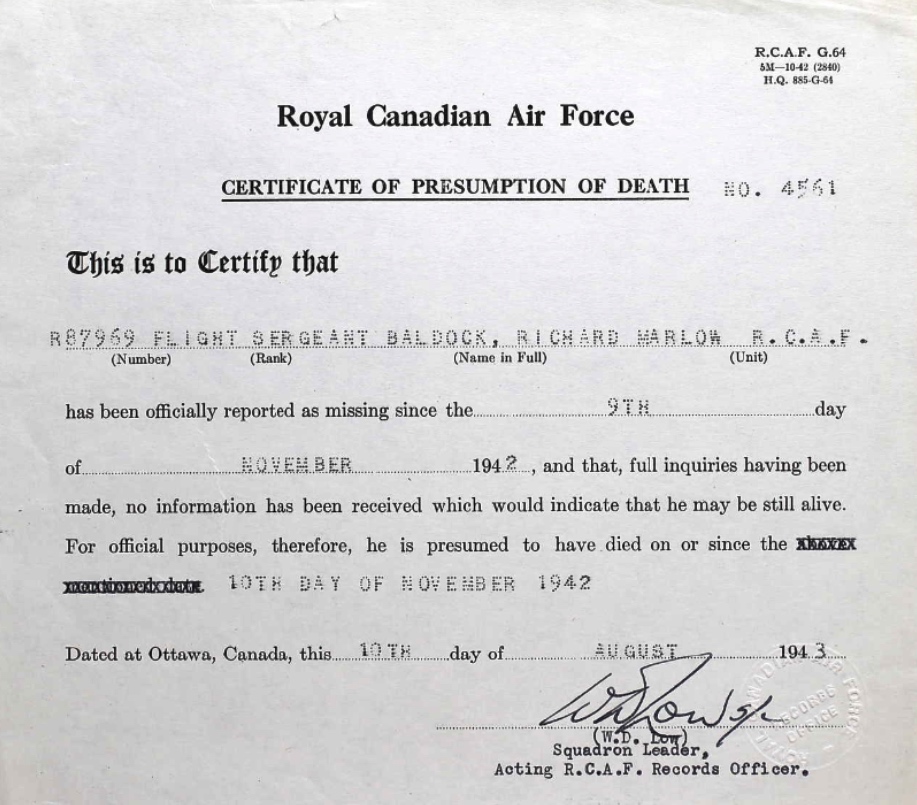 R.C.A.F. G.64
5M—10-42 (2840)
H.Q. 885-G-64
Royal Canadian Air Force
CERTIFICATE OF PRESUMPTION OF DEATH NO. 4561
This is to Certify that
R87969 FLIGHT SERGEANT BALDOCK, RICHARD MARLOW R.C.A.F.
(Number) (Rank) (Name in Full) (Unit)
has been officially reported as missing since the 9TH day
of NOVEMBER 1942, and that, full inquiries having been
made, no information has been received which would indicate that he may be still alive.
For official purposes, therefore, he is presumed to have died on or since the
10TH DAY OF NOVEMBER 1942
Dated at Ottawa, Canada, this 10TH day of AUGUST 1943
WD Low S/L
(W.D. Low)
Squadron Leader,
Acting R.C.A.F. Records Officer.
RECORDS
OFFICE